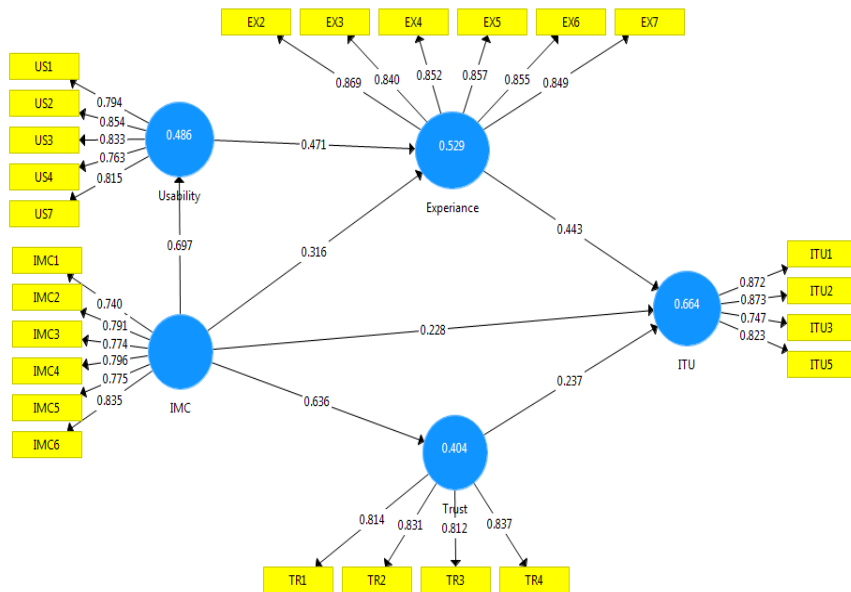 EX2 EX3 EX4 EX5 EX6 EX7
0.869 0.840 0.852 0.857 0.855 0.849
US1
US2
US3
US4
US7
0.794
0.854
0.833
0.763
0.815
0.486
Usability
0.471
0.529
Experiance
0.697
0.316
0.443
IMC1
IMC2
IMC3
IMC4
IMC5
IMC6
0.740
0.791
0.774
0.796
0.775
0.835
IMC
0.228
0.636
0.237
0.664
ITU
0.872
0.873
0.747
0.823
ITU1
ITU2
ITU3
ITU5
0.404
Trust
0.814 0.831 0.812 0.837
TR1 TR2 TR3 TR4